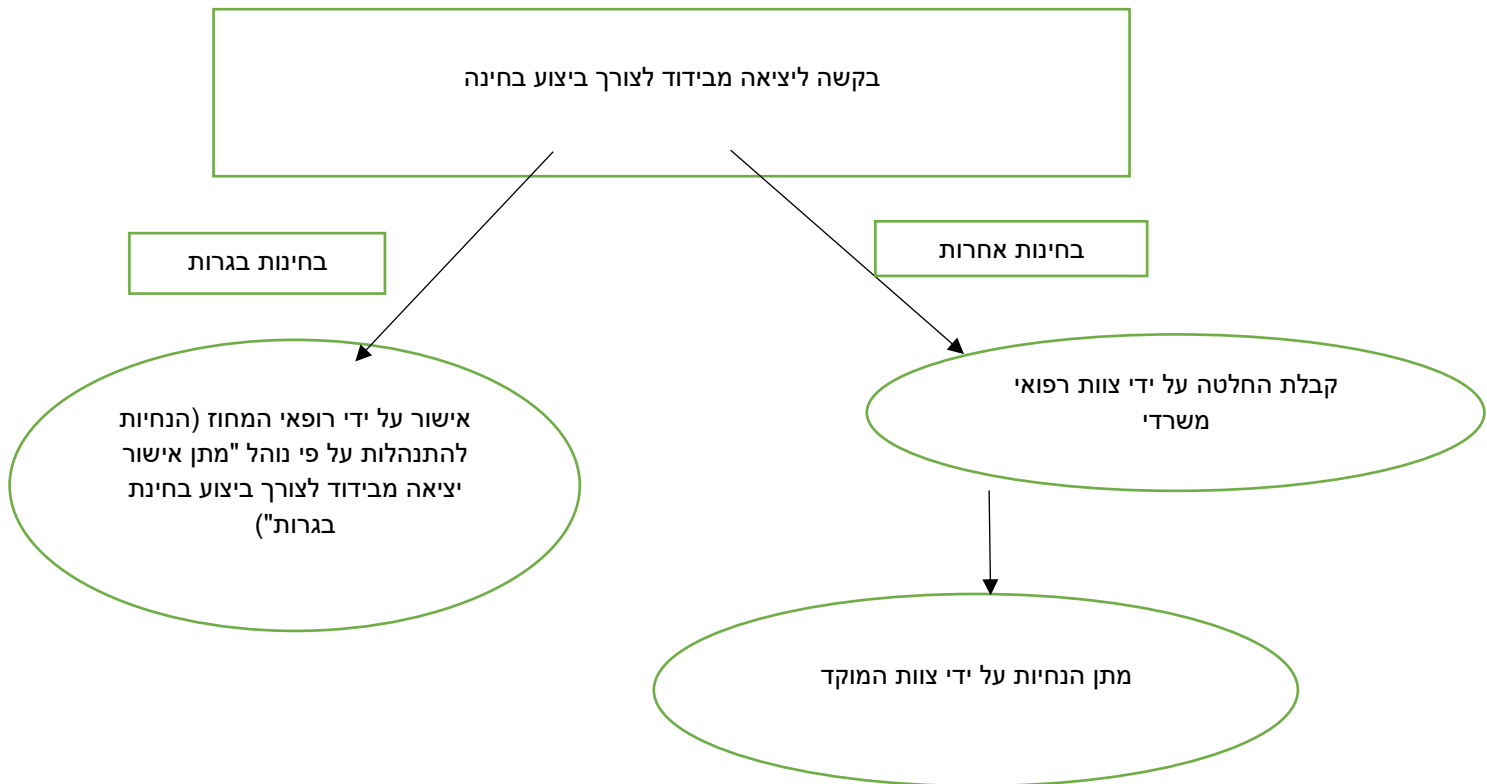 בקשה ליציאה מבידוד לצורך ביצוע בחינה
בחינות אחרות
בחינות בגרות
קבלת החלטה על ידי צוות רפואי
משרדי
אישור על ידי רופאי המחוז (הנחיות
להתנהלות על פי נוהל "מתן אישור
יציאה מבידוד לצורך ביצוע בחינת
בגרות")
מתן הנחיות על ידי צוות המוקד